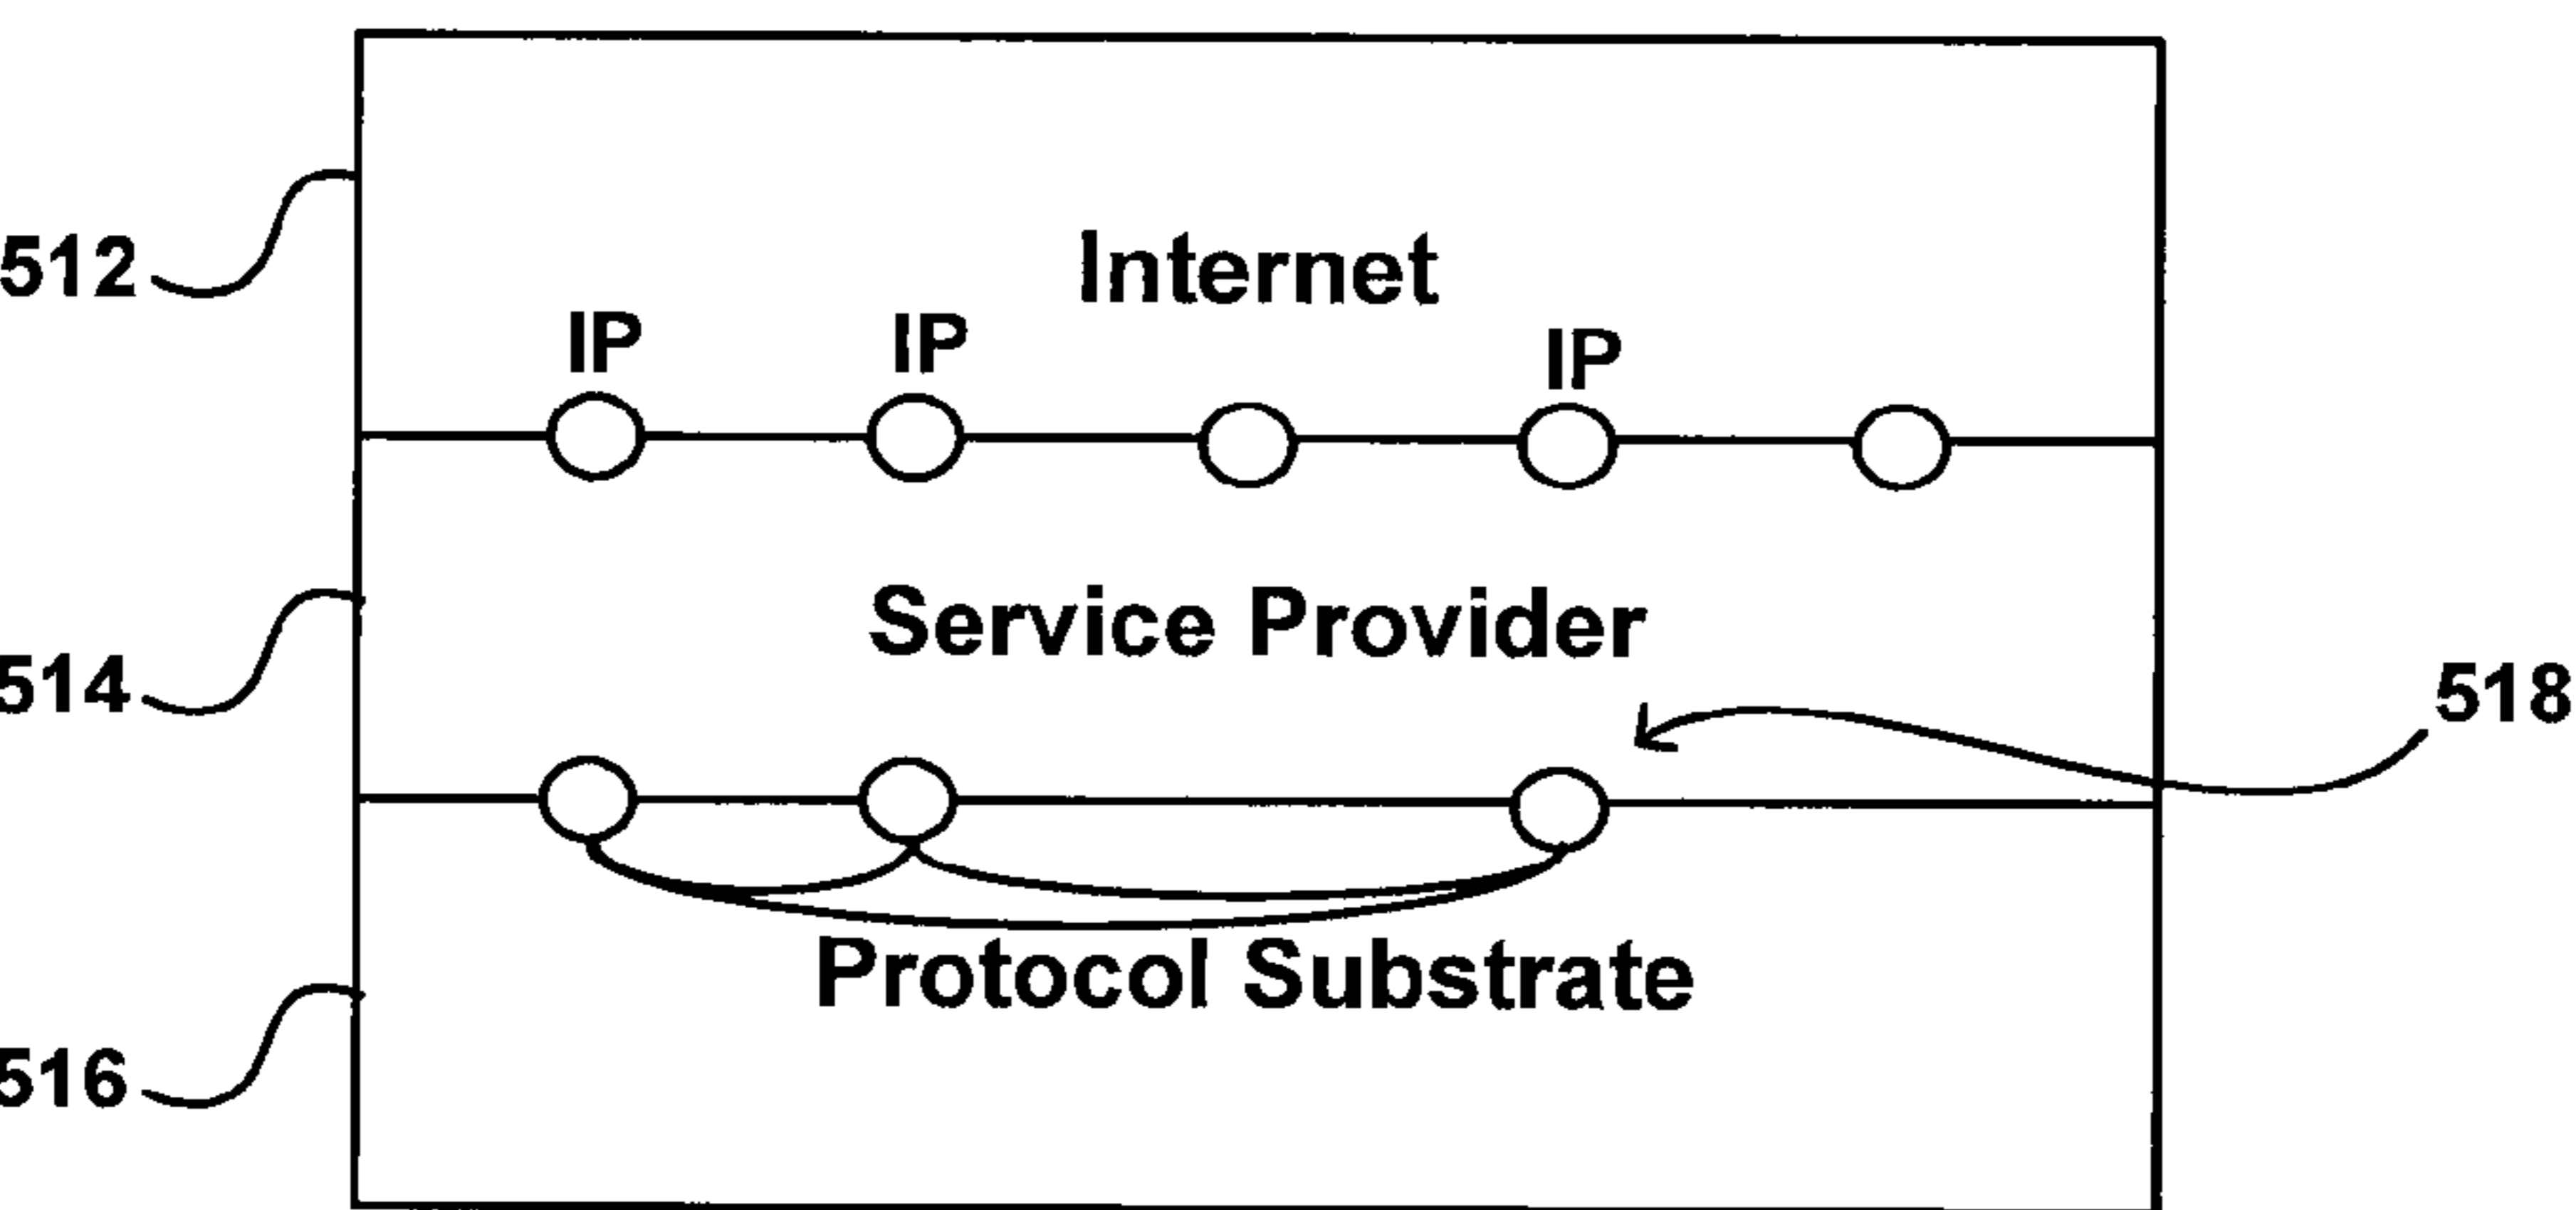 512
Internet
IP IP IP
514
Service Provider
518
Protocol Substrate
516